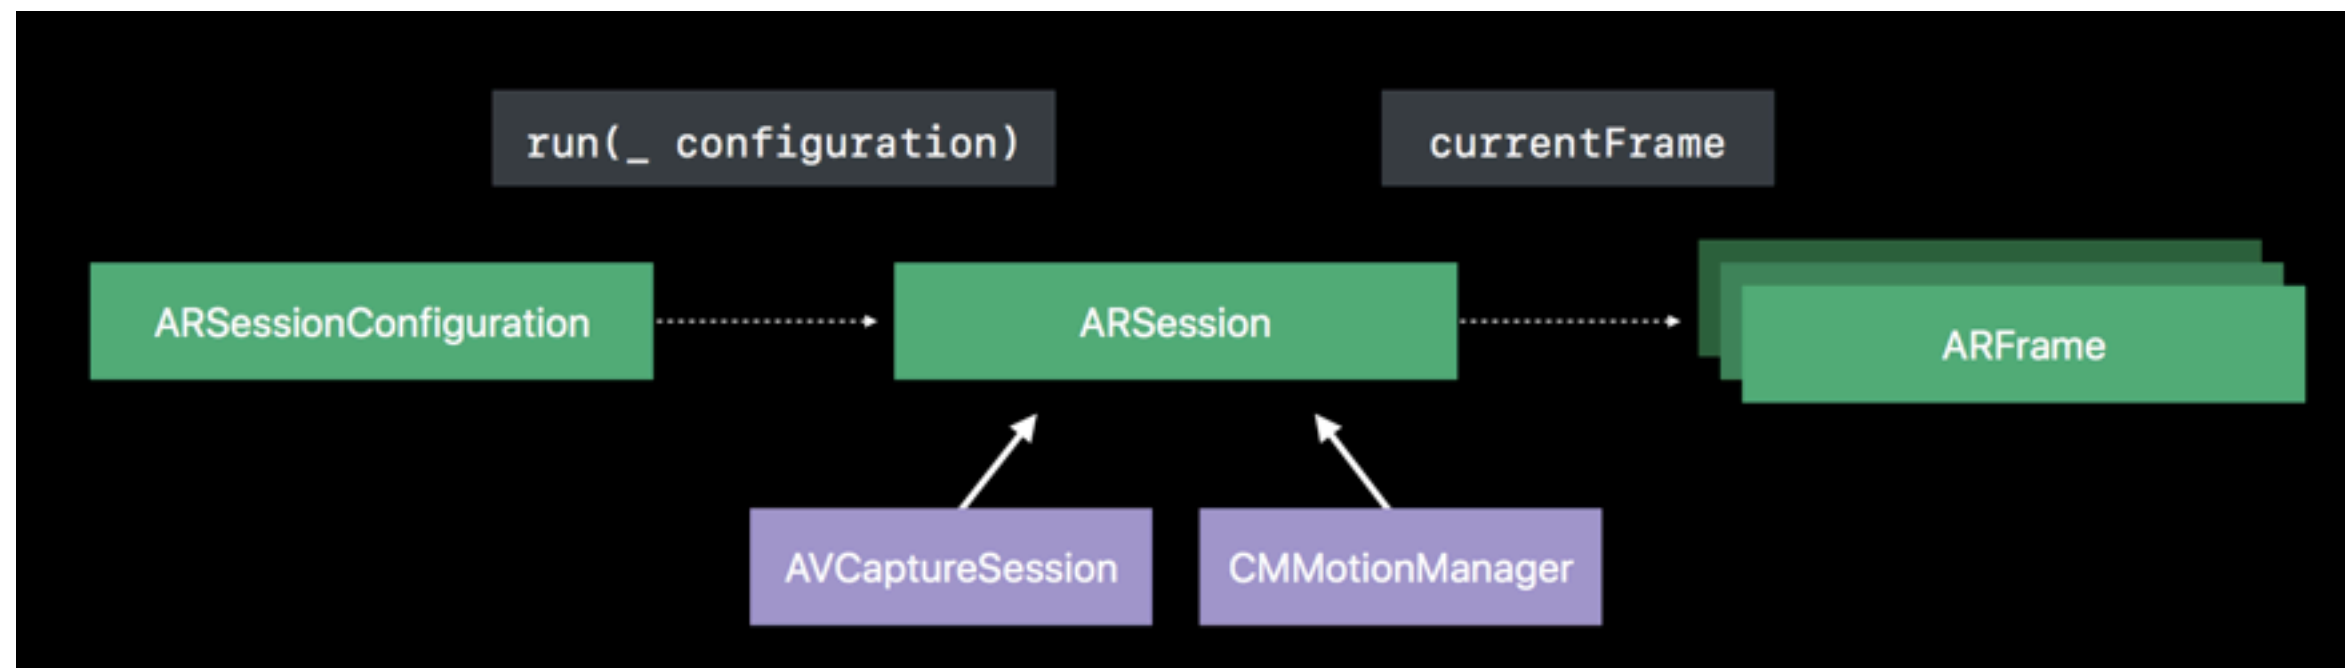 run(_ configuration)
currentFrame
ARSessionConfiguration
ARSession
ARFrame
AVCaptureSession
CMMotionManager